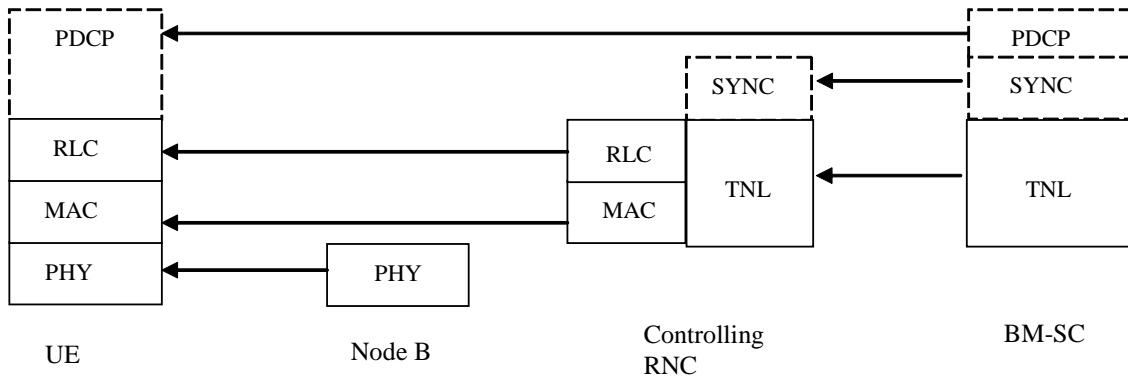 PDCP
PDCP
SYNC
SYNC
RLC
RLC
TNL
TNL
MAC
MAC
PHY
PHY
UE
Node B
Controlling
RNC
BM-SC